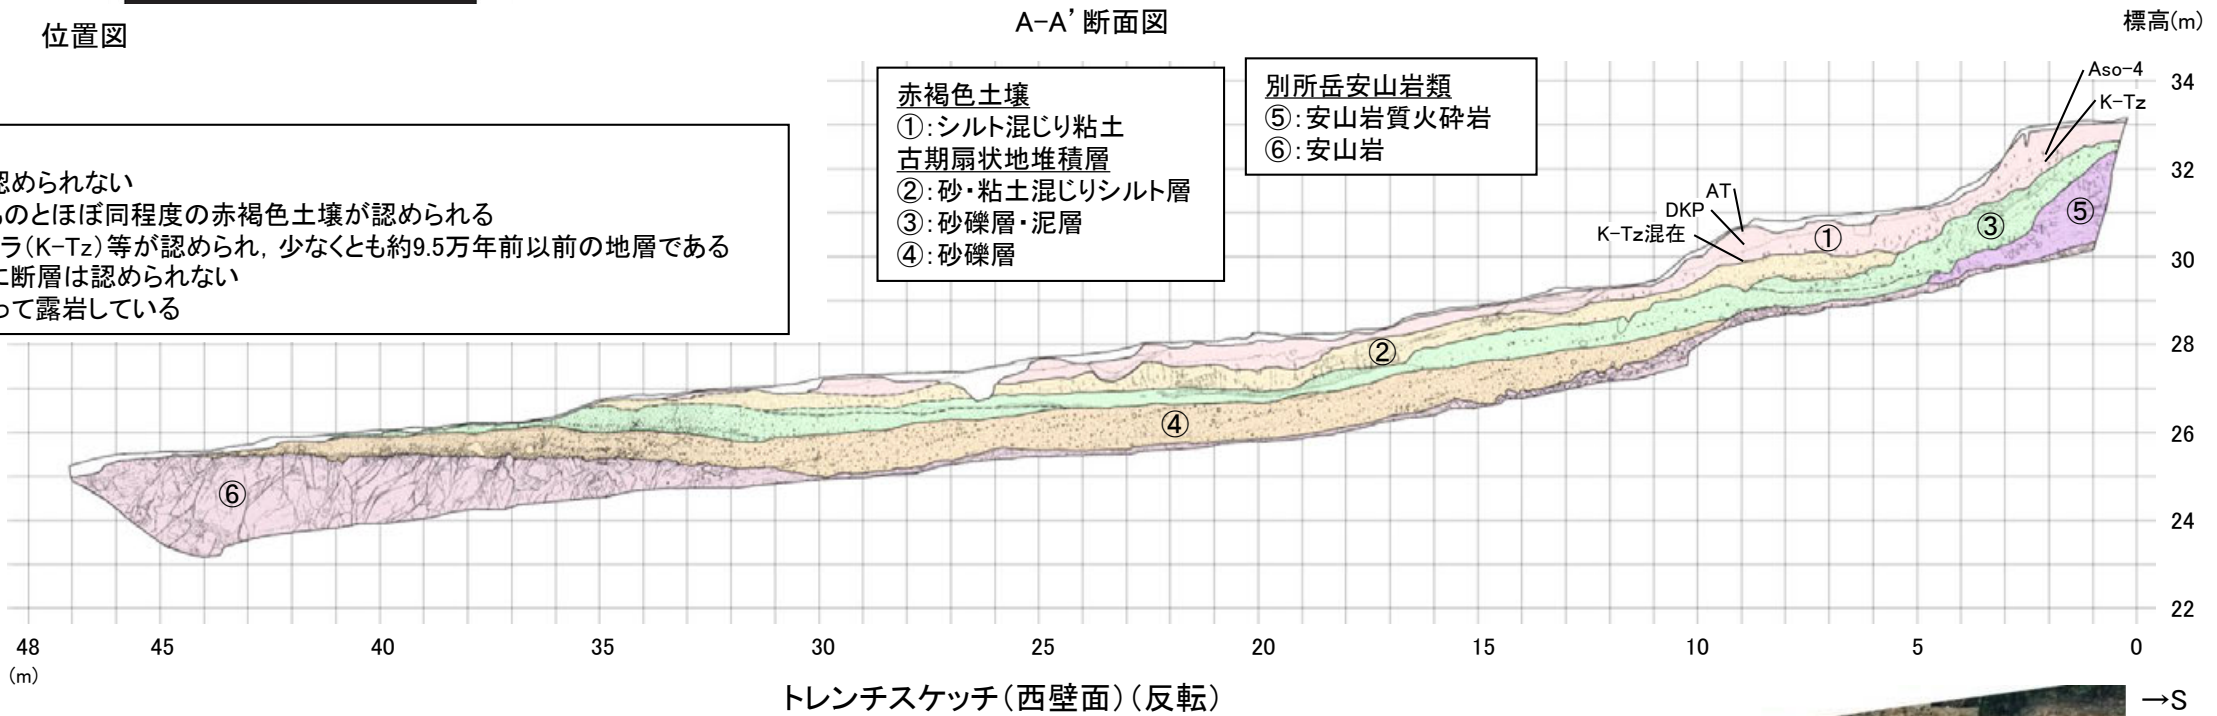 位置図
A-A’断面図
標高(m)
認められない
ものとほぼ同程度の赤褐色土壌が認められる
ラ(K-Tz)等が認められ，少なくとも約9.5万年前以前の地層である
に断層は認められない
って露岩している
赤褐色土壌
①：シルト混じり粘土
古期扇状地堆積層
②：砂・粘土混じりシルト層
③：砂礫層・泥層
④：砂礫層
別所岳安山岩類
⑤：安山岩質火砕岩
⑥：安山岩
Aso-4
K-Tz
AT
DKP
K-Tz混在
①
②
③
④
⑤
⑥
34
32
30
28
26
24
22
48 45 40 35 30 25 20 15 10 5 0
(m)
トレンチスケッチ(西壁面)(反転)
→S